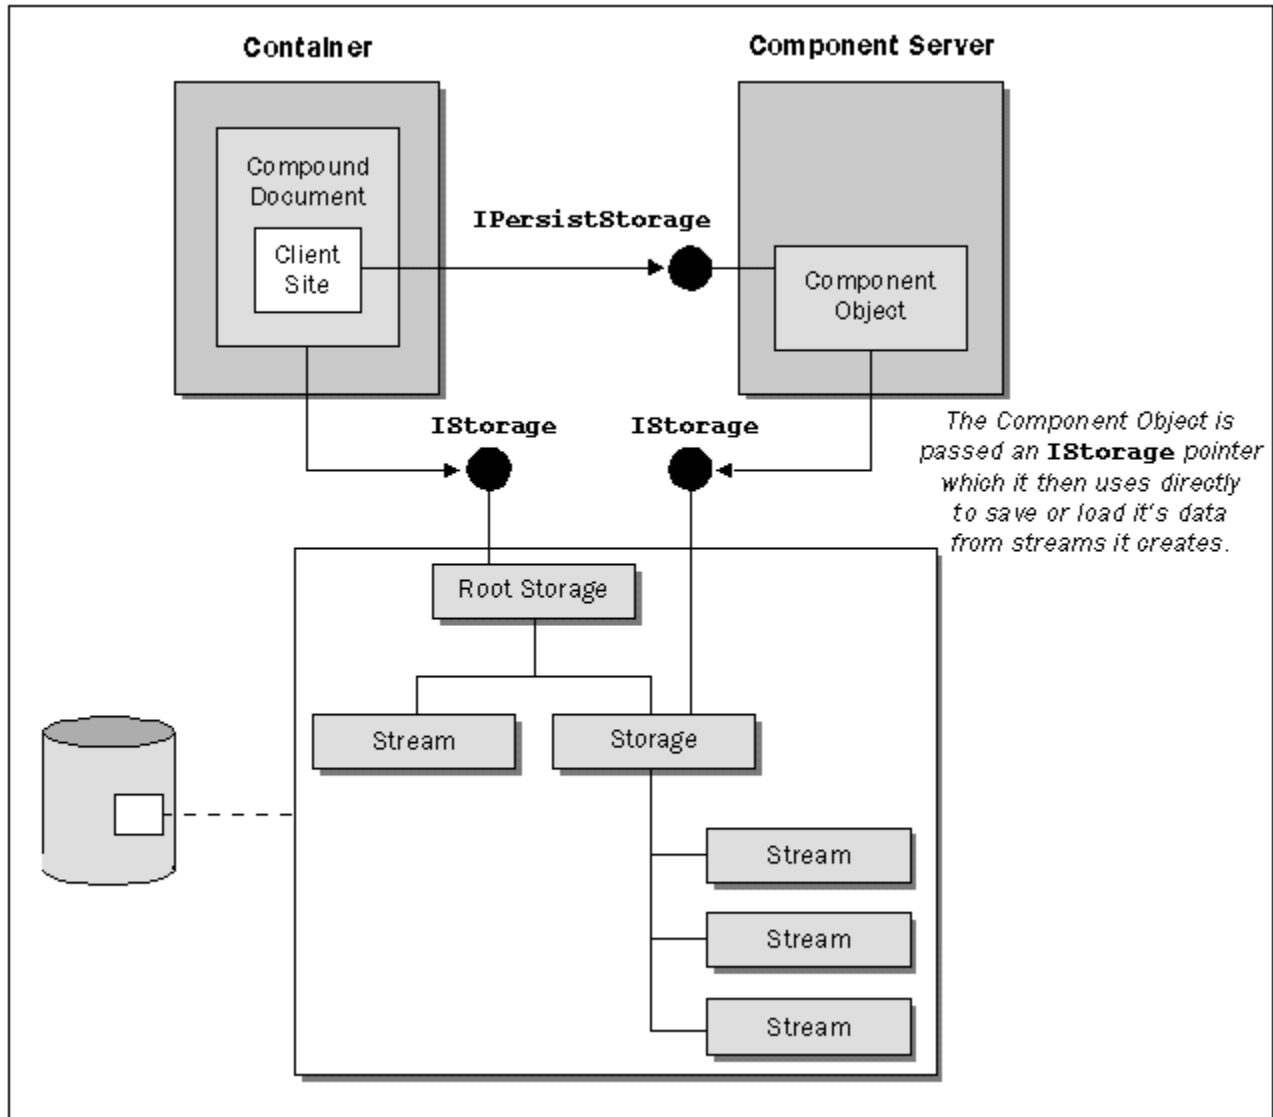 Container
Component Server
Compound
Document
Client
Site
IPersistStorage
Component
Object
IStorage
IStorage
The Component Object is
passed an IStorage pointer
which it then uses directly
to save or load it's data
from streams it creates.
Root Storage
Stream
Storage
Stream
Stream
Stream